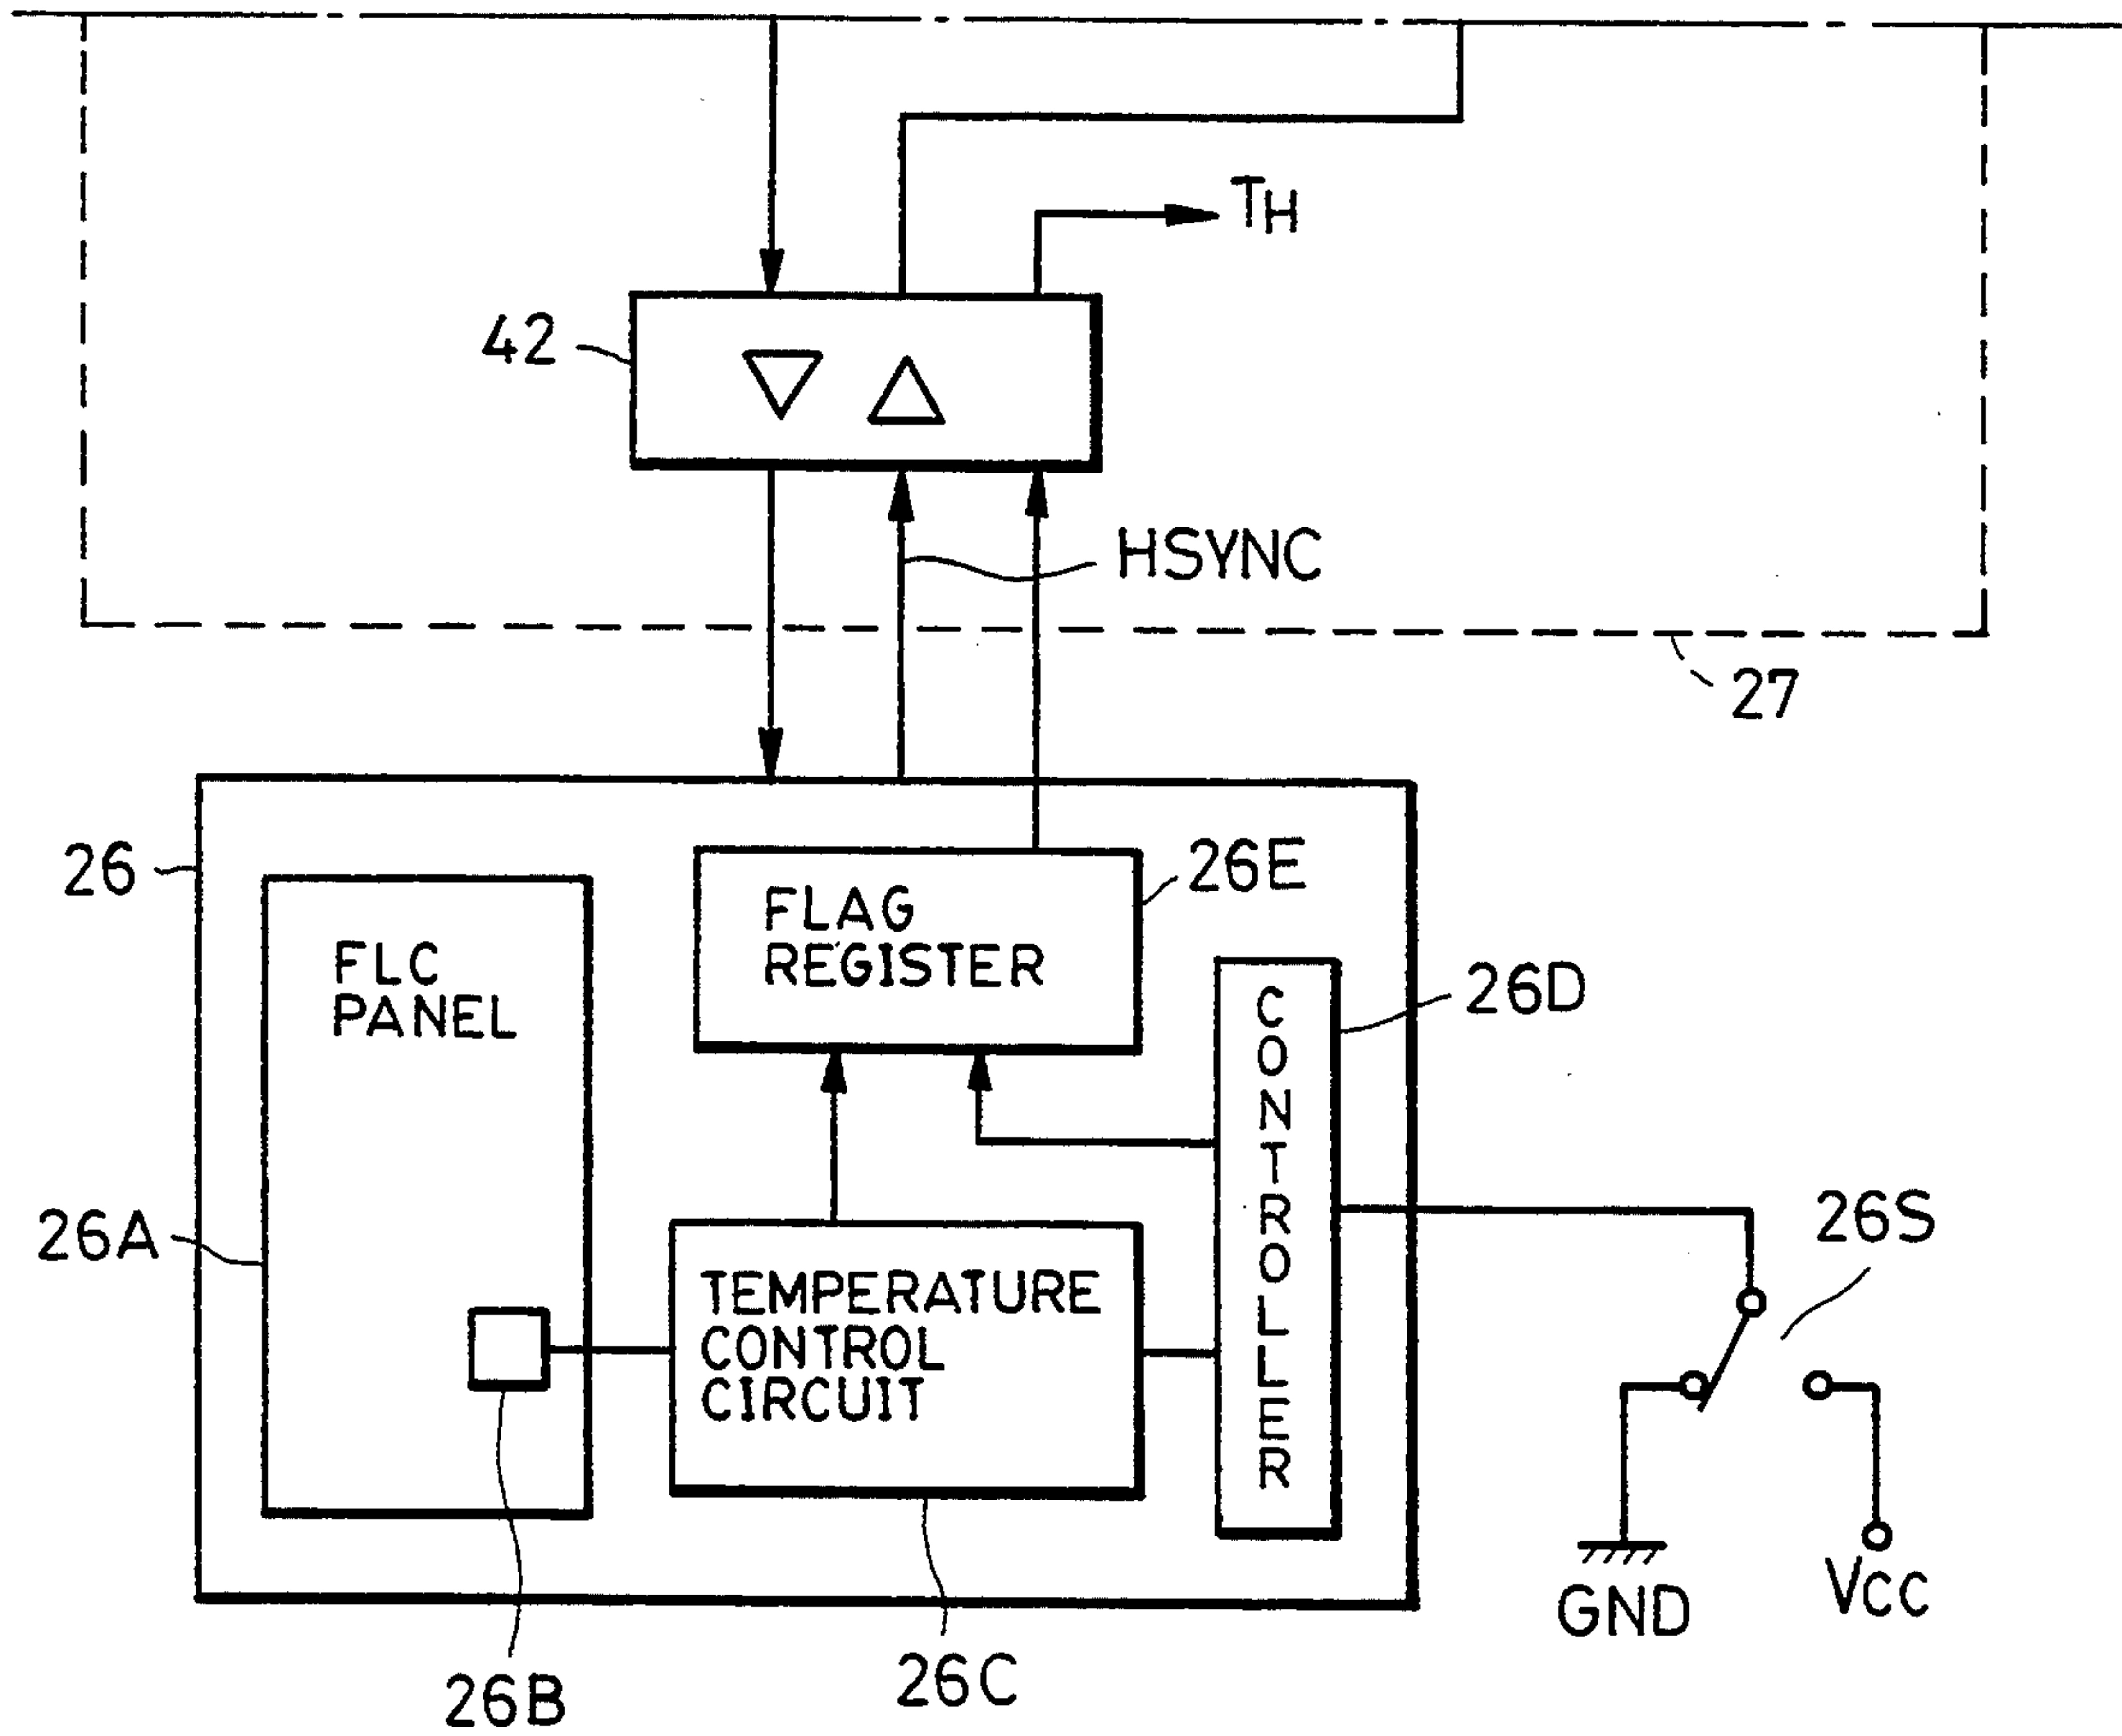 TH
42
HSYNC
27
26
26E
FLAG
REGISTER
FLC
PANEL
26D
CONTROLLER
26A
26S
TEMPERATURE
CONTROL
CIRCUIT
GND
VCC
26B
26C